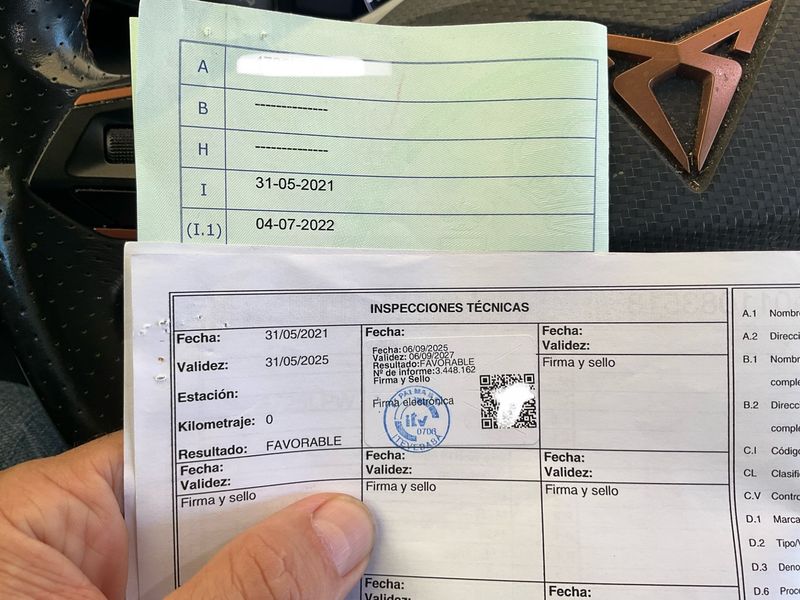 A
B --------------
H --------------
I 31-05-2021
(I.1) 04-07-2022
INSPECCIONES TÉCNICAS
Fecha: 31/05/2021
Validez: 31/05/2025
Estación:
Kilometraje: 0
Resultado: FAVORABLE
Fecha:
Validez:
Firma y sello
Fecha:
Fecha: 06/09/2025
Validez: 06/09/2027
Resultado:FAVORABLE
Nº de informe:3.448.162
Firma y Sello
Firma electrónica
PALMAS
itv
0706
ITEVEBASA
Fecha:
Validez:
Firma y sello
Fecha:
Validez:
Fecha:
Validez:
Firma y sello
Fecha:
Validez:
Firma y sello
Fecha:
A.1 Nombr
A.2 Direcci
B.1 Nombr
comple
B.2 Direcc
comple
C.I Códig
CL Clasifi
C.V Contro
D.1 Marca
D.2 Tipo/V
D.3 Deno
D.6 Proc